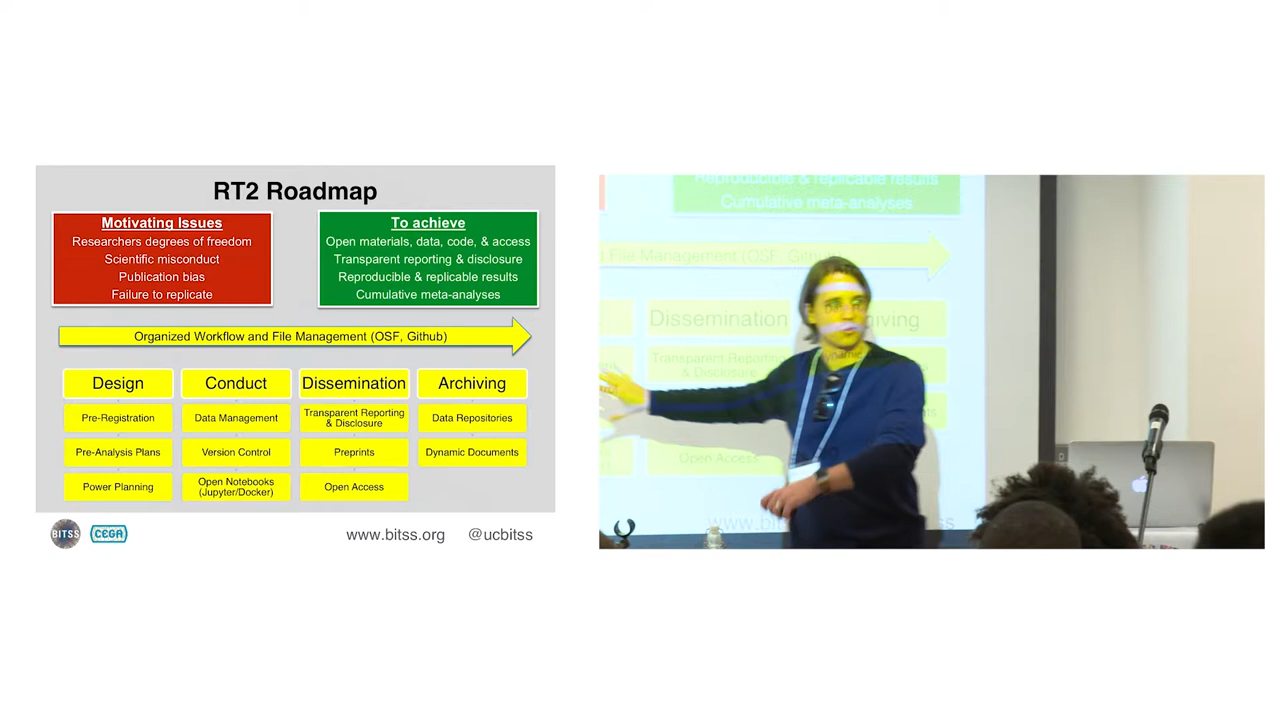 RT2 Roadmap
Motivating Issues
Researchers degrees of freedom
Scientific misconduct
Publication bias
Failure to replicate
To achieve
Open materials, data, code, & access
Transparent reporting & disclosure
Reproducible & replicable results
Cumulative meta-analyses
Organized Workflow and File Management (OSF, Github)
Design
Pre-Registration
Pre-Analysis Plans
Power Planning
Conduct
Data Management
Version Control
Open Notebooks
(Jupyter/Docker)
Dissemination
Transparent Reporting
& Disclosure
Preprints
Open Access
Archiving
Data Repositories
Dynamic Documents
BITSS
CEGA
www.bitss.org @ucbitss
Reproducible & replicable results
Cumulative meta-analyses
File Management (OSF, Github)
Dissemination
Transparent Reporting
& Disclosure
Dynamic
Open Access